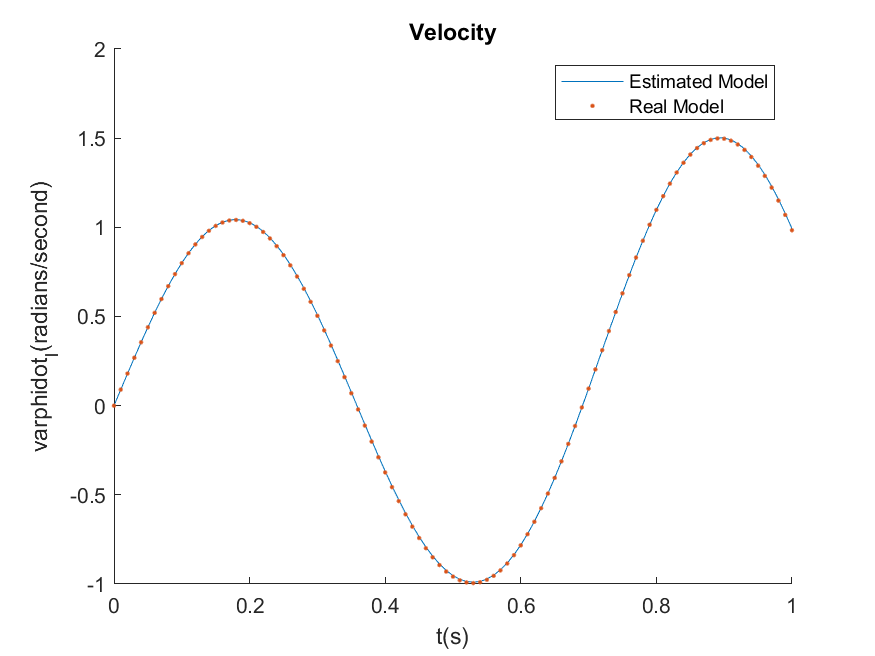 Velocity
2
1.5
1
0.5
0
-0.5
-1
varphidot_l(radians/second)
Estimated Model
Real Model
0
0.2
0.4
0.6
0.8
1
t(s)